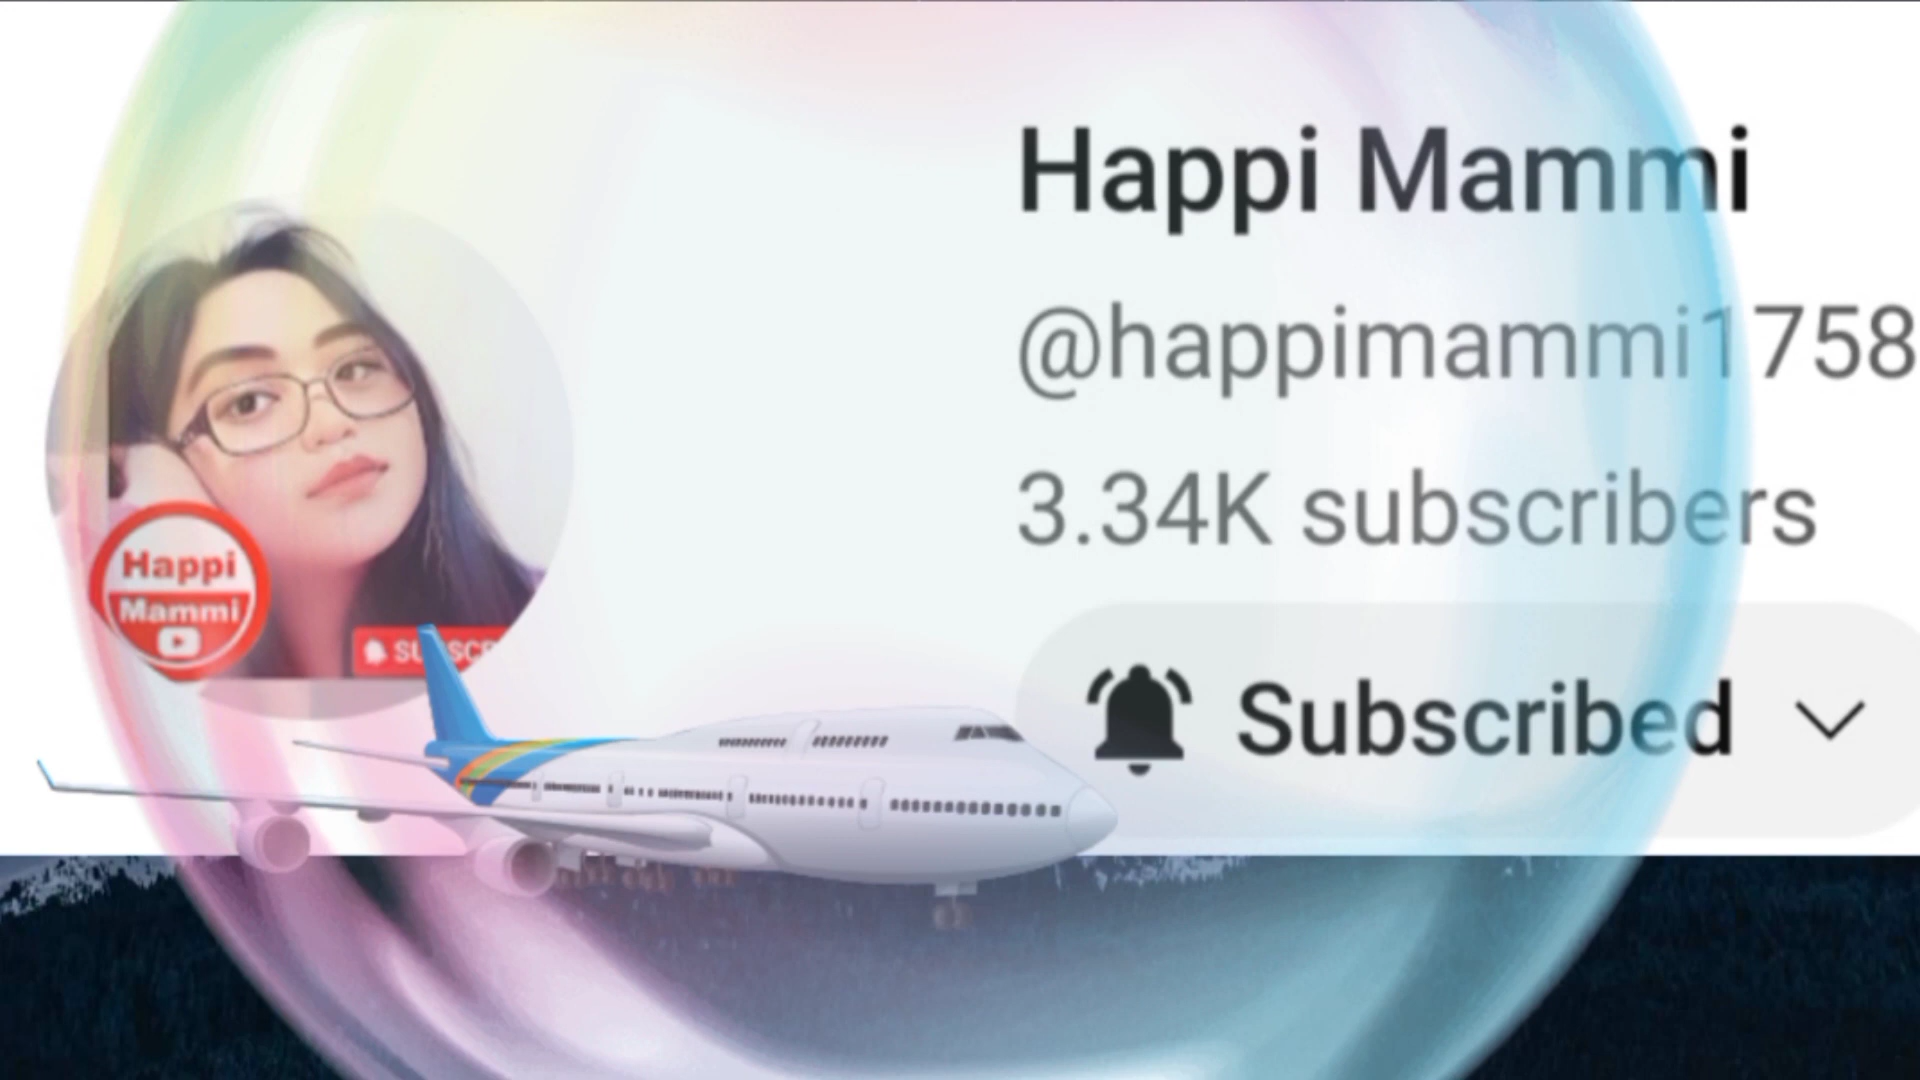 Happi Mammi
@happimammi1758
3.34K subscribers
Subscribed
Happi
Mammi